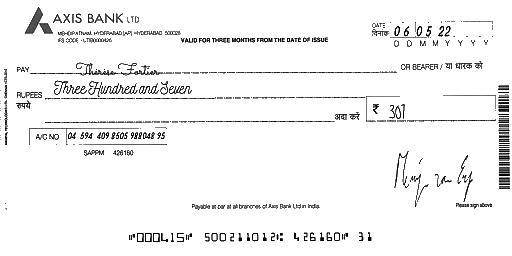 AXIS BANK LTD
MEHDIPATNAM, HYDERABAD [AP] HYDERABAD 500028
IFS CODE - UTIB0000426
VALID FOR THREE MONTHS FROM THE DATE OF ISSUE
DATE
दिनांक 06 05 22
D D M M Y Y Y Y
PAY Thérèse Fortier OR BEARER / या धारक को
RUPEES Three Hundred and Seven
रुपये अदा करें ₹ 307
A/C NO 04 594 409 8505 988048 95
SAPPM 426160
Payable at par at all branches of Axis Bank Ltd in India.
Please sign above
"000415" 500211012: 426160" 31